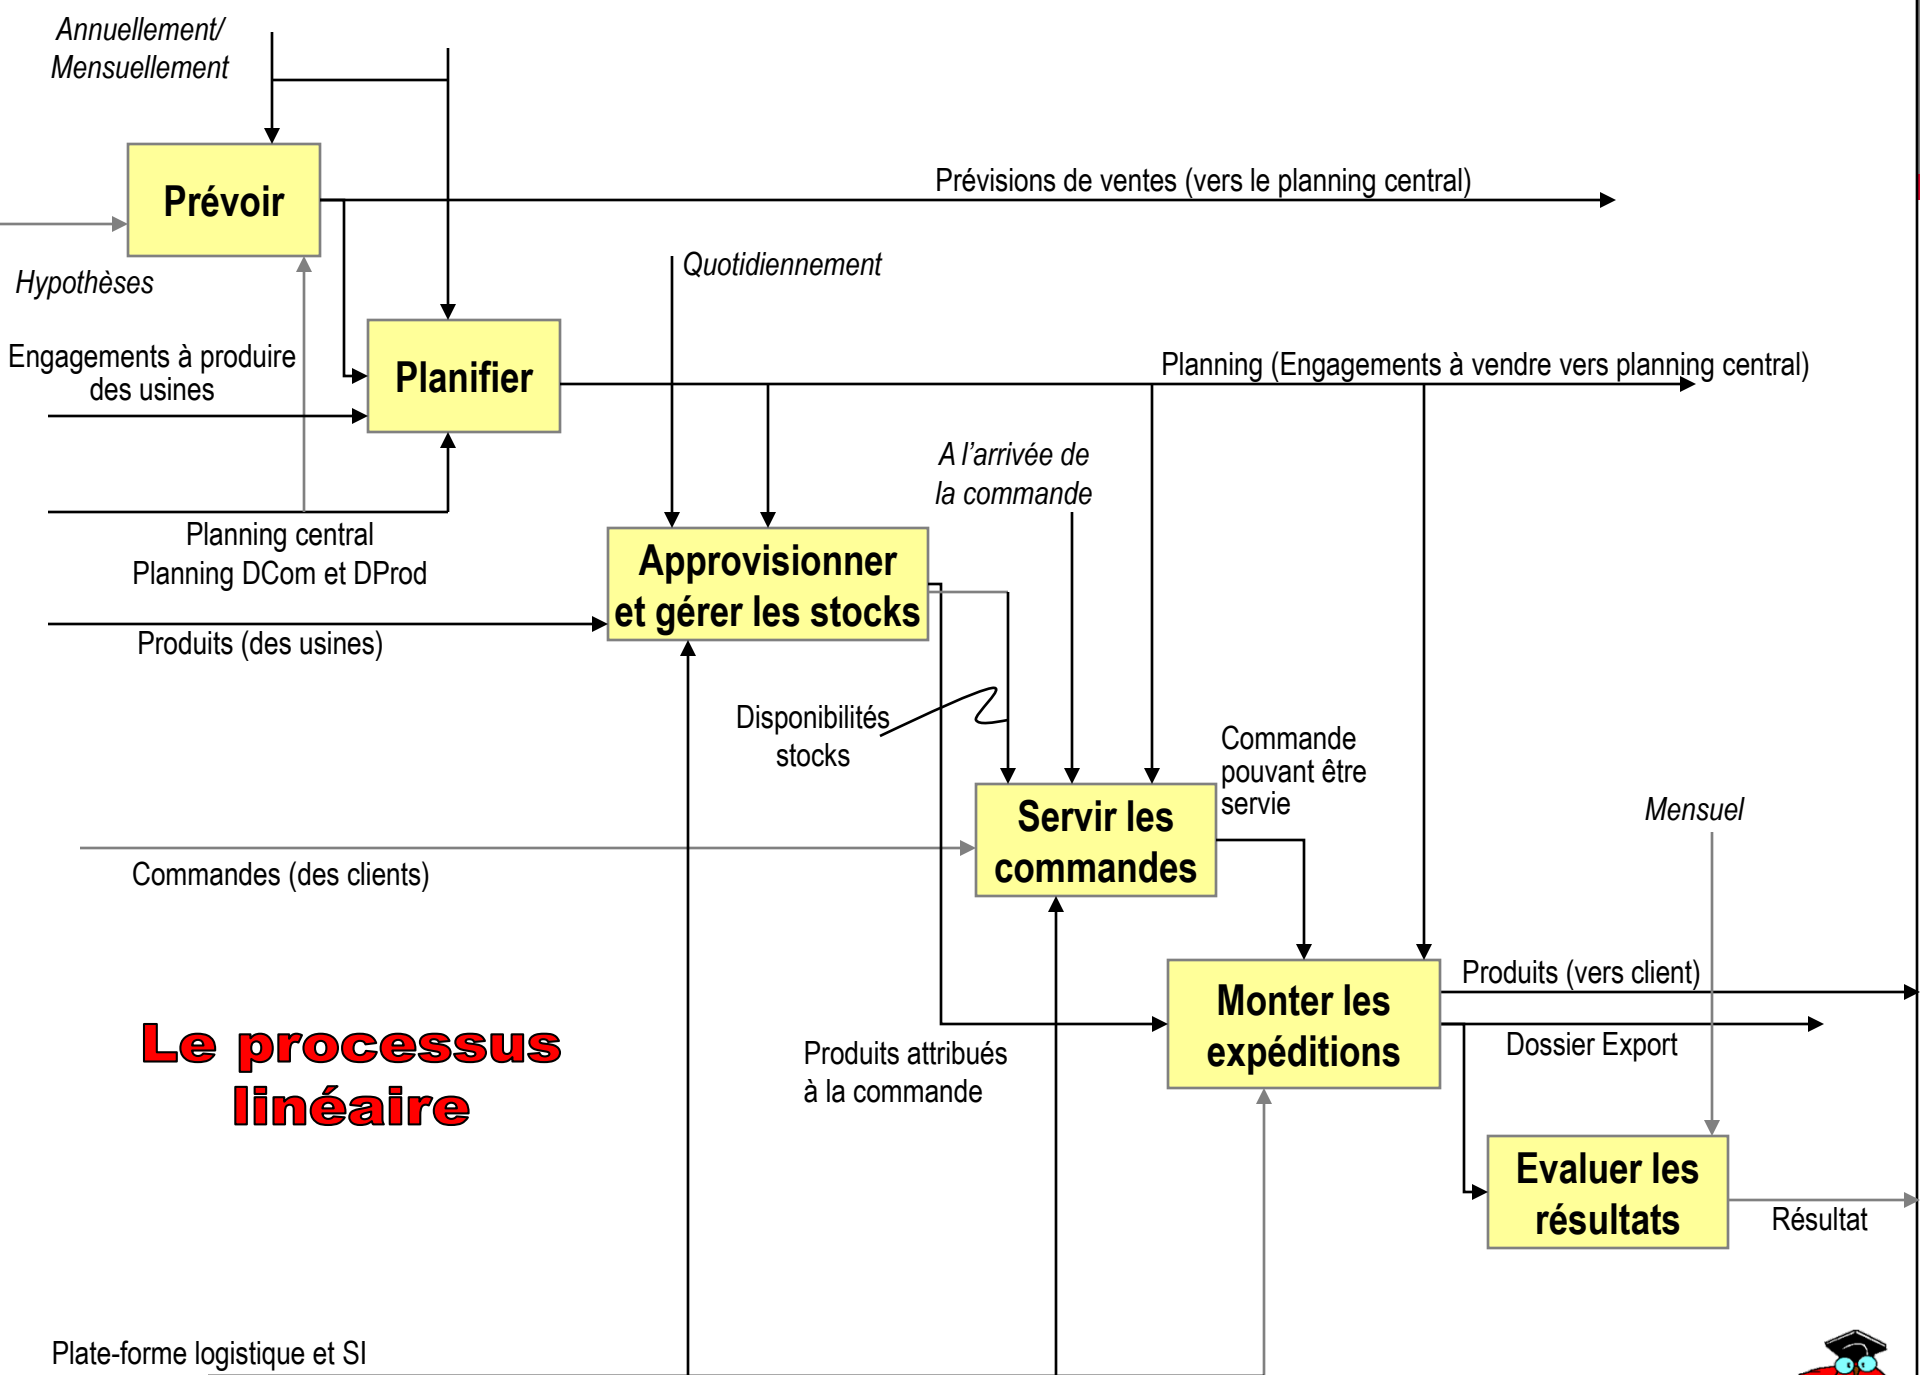 Annuellement/
Mensuellement
Prévoir
Prévisions de ventes (vers le planning central)
Quotidiennement
Hypothèses
Engagements à produire
des usines
Planifier
Planning (Engagements à vendre vers planning central)
A l’arrivée de
la commande
Planning central
Planning DCom et DProd
Approvisionner
et gérer les stocks
Produits (des usines)
Disponibilités
stocks
Commande
pouvant être
servie
Servir les
commandes
Mensuel
Commandes (des clients)
Produits (vers client)
Monter les
expéditions
Dossier Export
Le processus
linéaire
Produits attribués
à la commande
Evaluer les
résultats
Résultat
Plate-forme logistique et SI